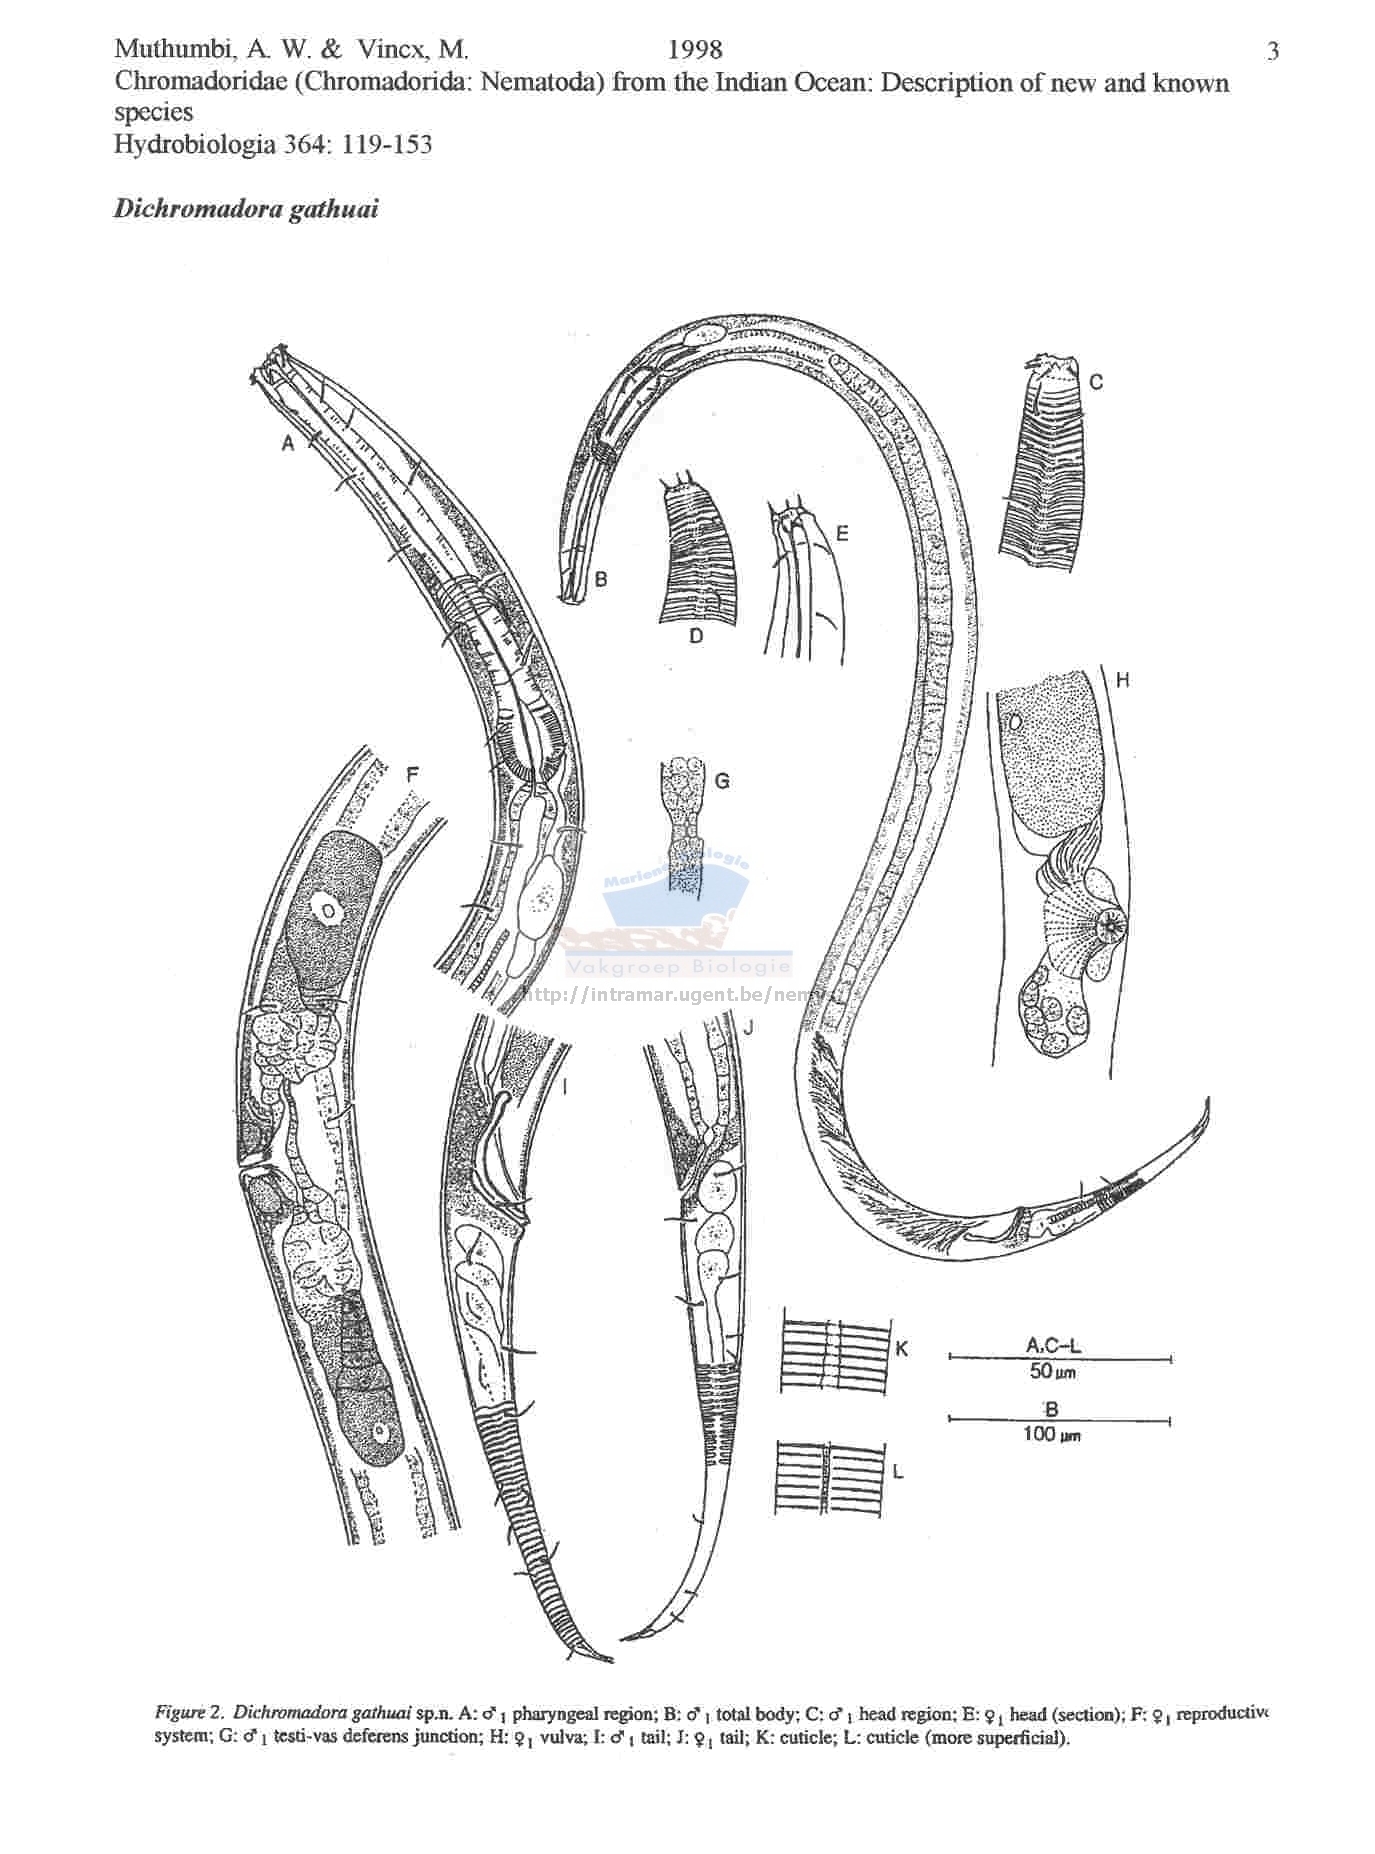 Muthumbi, A. W. & Vincx, M. 1998 3
Chromadoridae (Chromadorida: Nematoda) from the Indian Ocean: Description of new and known
species
Hydrobiologia 364: 119-153
Dichromadora gathuai
A
B
C
D
E
F
G
H
Mariene Biologie
Vakgroep Biologie
http://intramar.ugent.be/nemys
I
J
K
L
A.C–L
50 µm
B
100 µm
Figure 2. Dichromadora gathuai sp.n. A: ♂ 1 pharyngeal region; B: ♂ 1 total body; C: ♂ 1 head region; E: ♀ 1 head (section); F: ♀ 1 reproductive
system; G: ♂ 1 testi-vas deferens junction; H: ♀ 1 vulva; I: ♂ 1 tail; J: ♀ 1 tail; K: cuticle; L: cuticle (more superficial).